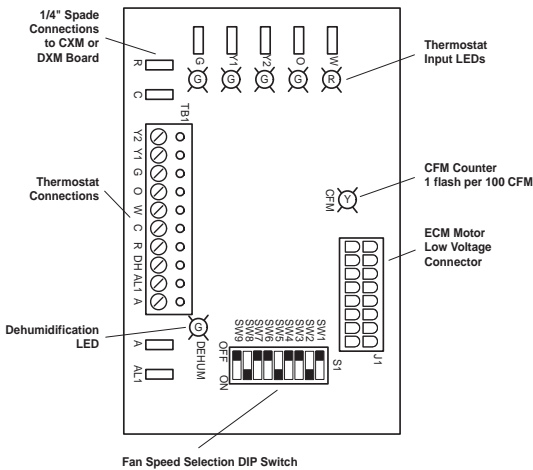 1/4" Spade
Connections
to CXM or
DXM Board
R
C
G
Y1
Y2
O
W
G
G
G
G
R
Thermostat
Input LEDs
TB1
Y2
Y1
G
O
W
C
R
DH
AL1
A
Thermostat
Connections
Y
CFM
CFM Counter
1 flash per 100 CFM
ECM Motor
Low Voltage
Connector
J1
Dehumidification
LED
G
DEHUM
A
AL1
OFF
ON
SW9
SW8
SW7
SW6
SW5
SW4
SW3
SW2
SW1
S1
Fan Speed Selection DIP Switch